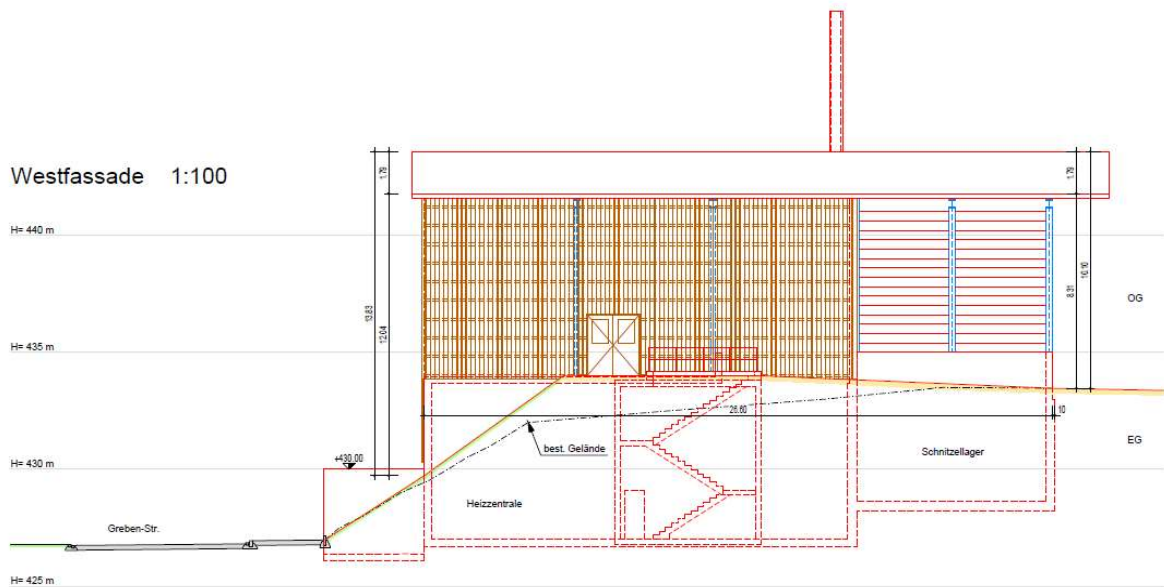 Westfassade 1:100
1.79
1.79
H= 440 m
13.83
12.04
8.31
10.10
OG
H= 435 m
26.60
10
best. Gelände
EG
Schnitzellager
+430.00
H= 430 m
Heizzentrale
Greben-Str.
H= 425 m